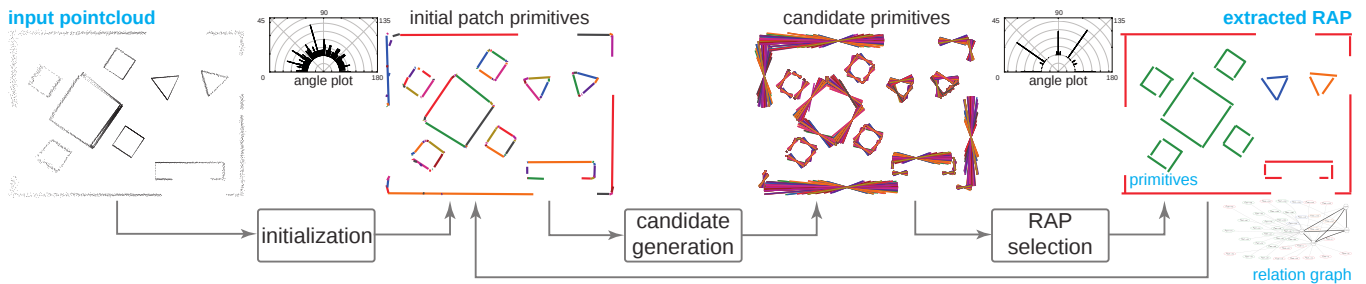 input pointcloud
45
90
135
0
180
angle plot
initial patch primitives
candidate primitives
45
90
135
0
180
angle plot
extracted RAP
primitives
initialization
candidate
generation
RAP
selection
relation graph